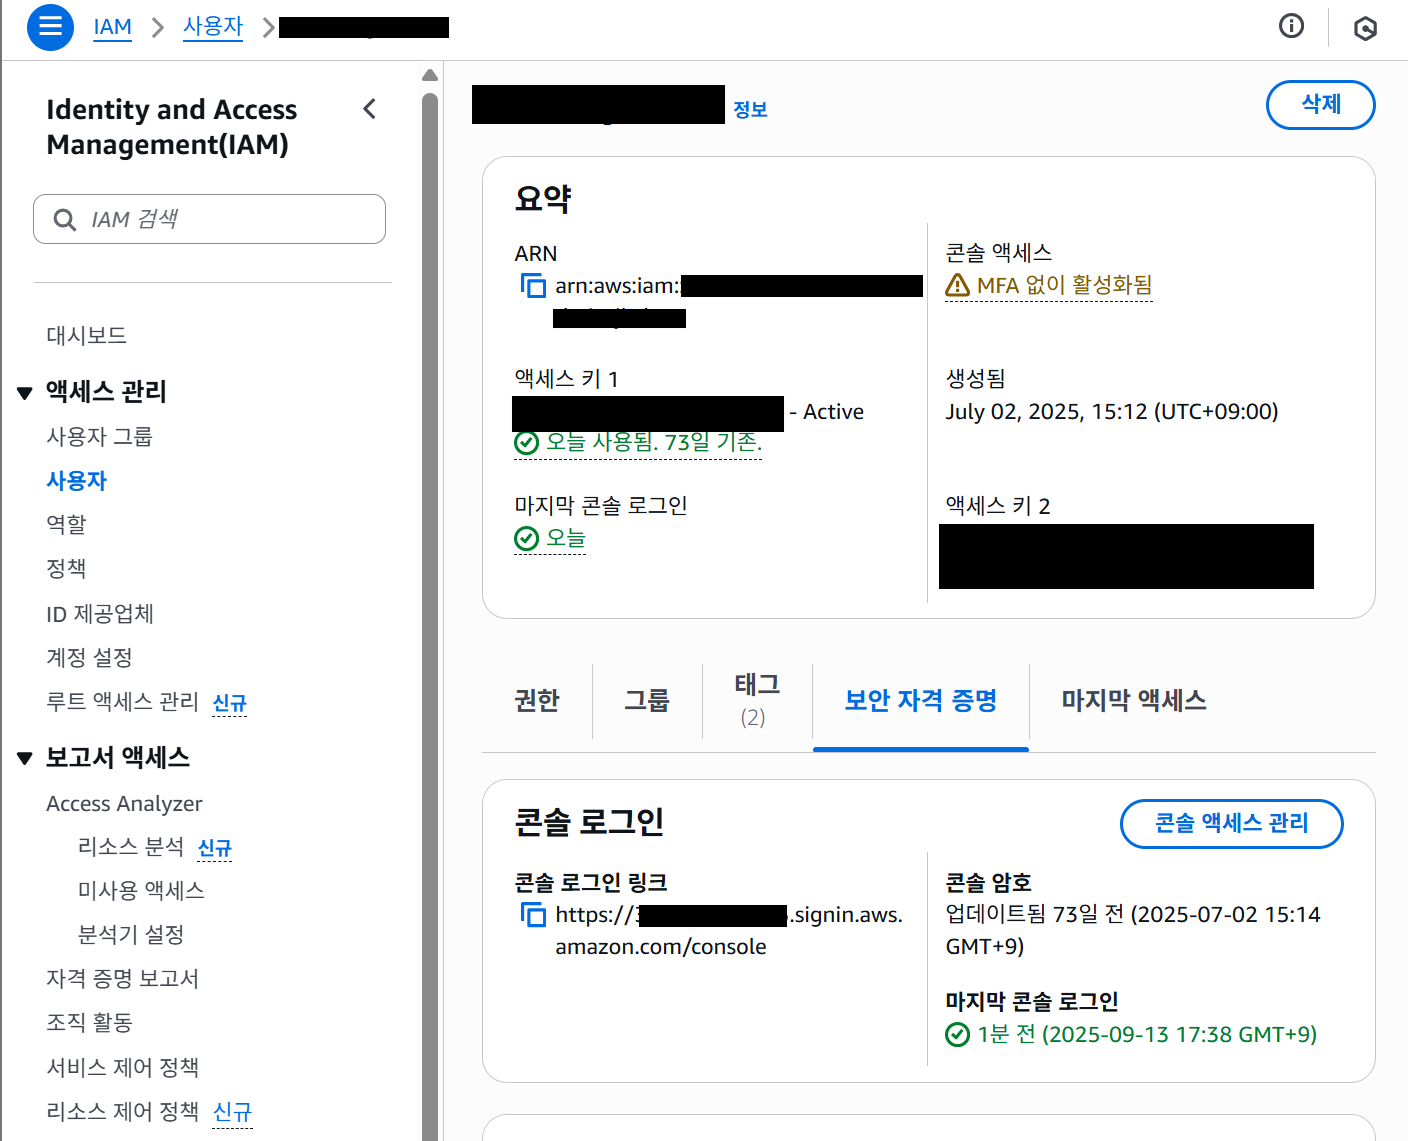 IAM > 사용자 >
Identity and Access
Management(IAM)
IAM 검색
대시보드
액세스 관리
사용자 그룹
사용자
역할
정책
ID 제공업체
계정 설정
루트 액세스 관리 신규
보고서 액세스
Access Analyzer
리소스 분석 신규
미사용 액세스
분석기 설정
자격 증명 보고서
조직 활동
서비스 제어 정책
리소스 제어 정책 신규
정보
삭제
요약
ARN
arn:aws:iam:
콘솔 액세스
MFA 없이 활성화됨
액세스 키 1
- Active
오늘 사용됨. 73일 기존.
생성됨
July 02, 2025, 15:12 (UTC+09:00)
마지막 콘솔 로그인
오늘
액세스 키 2
권한
그룹
태그
(2)
보안 자격 증명
마지막 액세스
콘솔 로그인
콘솔 액세스 관리
콘솔 로그인 링크
https://3 .signin.aws.
amazon.com/console
콘솔 암호
업데이트됨 73일 전 (2025-07-02 15:14
GMT+9)
마지막 콘솔 로그인
1분 전 (2025-09-13 17:38 GMT+9)